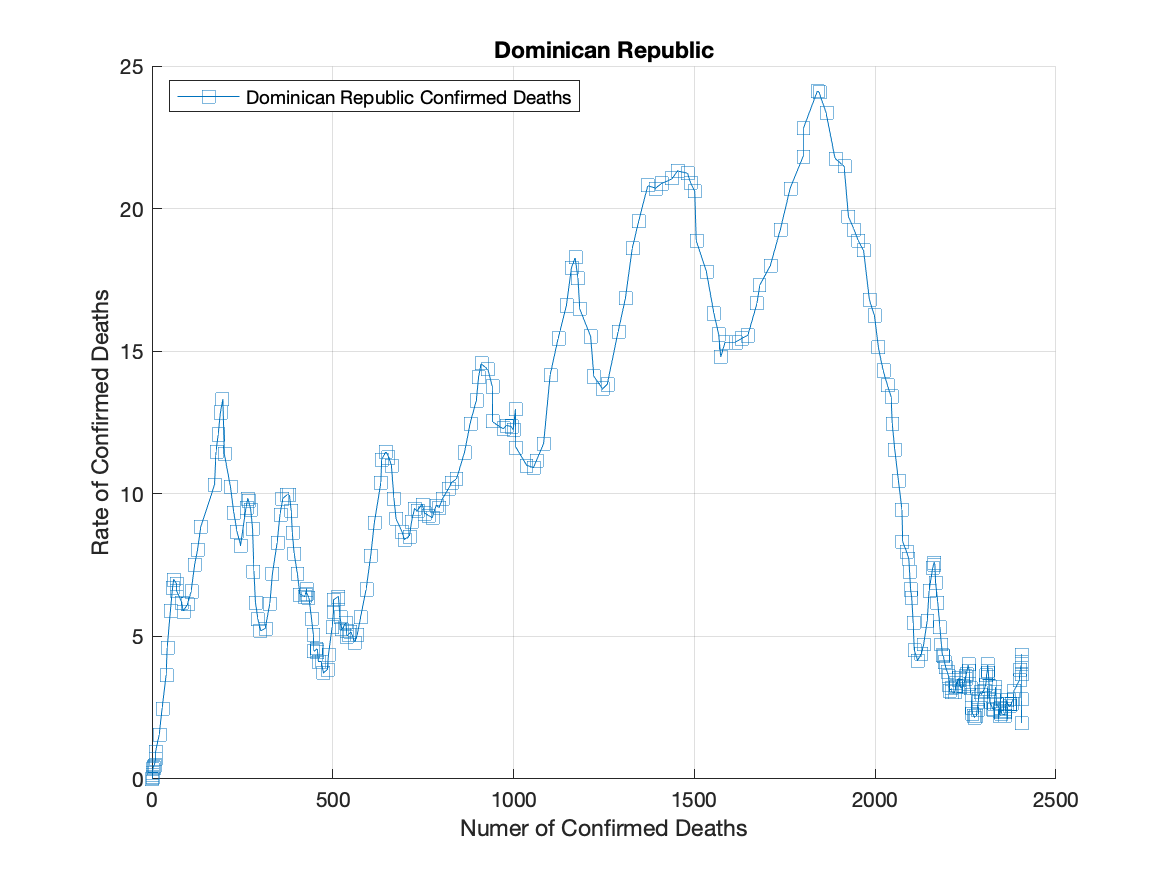 Dominican Republic
Dominican Republic Confirmed Deaths
Rate of Confirmed Deaths
25
20
15
10
5
0
0 500 1000 1500 2000 2500
Numer of Confirmed Deaths